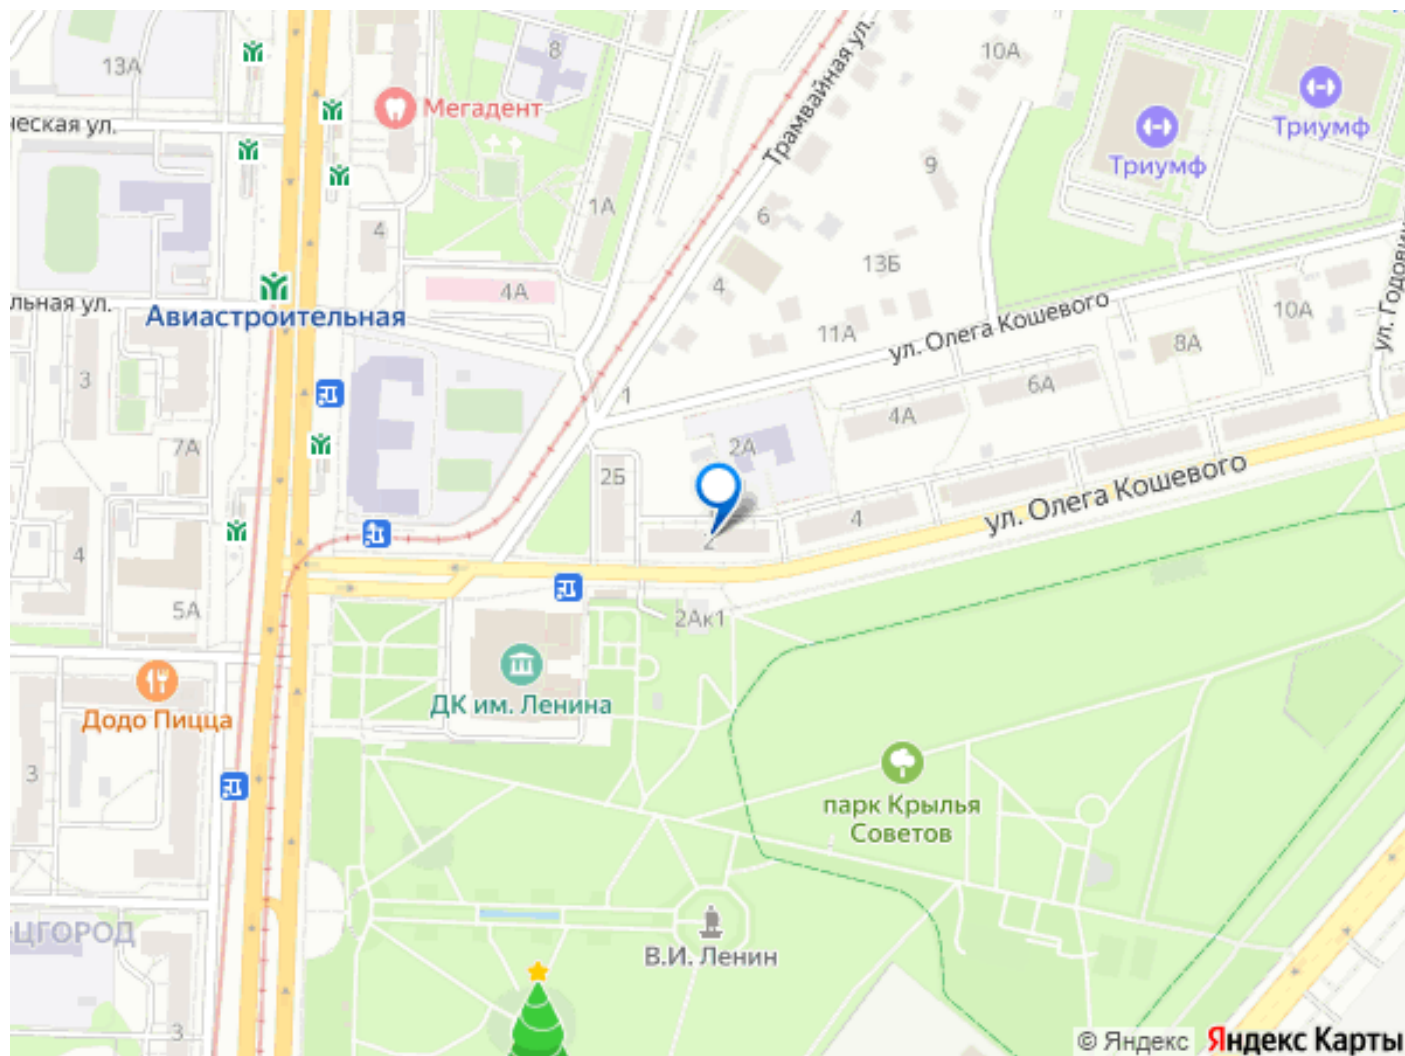 13А
8
10А
Мегадент
Трамвайная ул.
ческая ул.
Триумф
Триумф
9
1А
6
4
13Б
4А
4
льная ул.
Авиастроительная
11А
ул. Олега Кошевого
10А
ул. Годовик
8А
3
1
6А
4А
7А
2Б
2А
ул. Олега Кошевого
4
2
4
5А
2Ак1
ДК им. Ленина
Додо Пицца
3
парк Крылья
Советов
ЦГОРОД
В.И. Ленин
3
© Яндекс Яндекс Карты